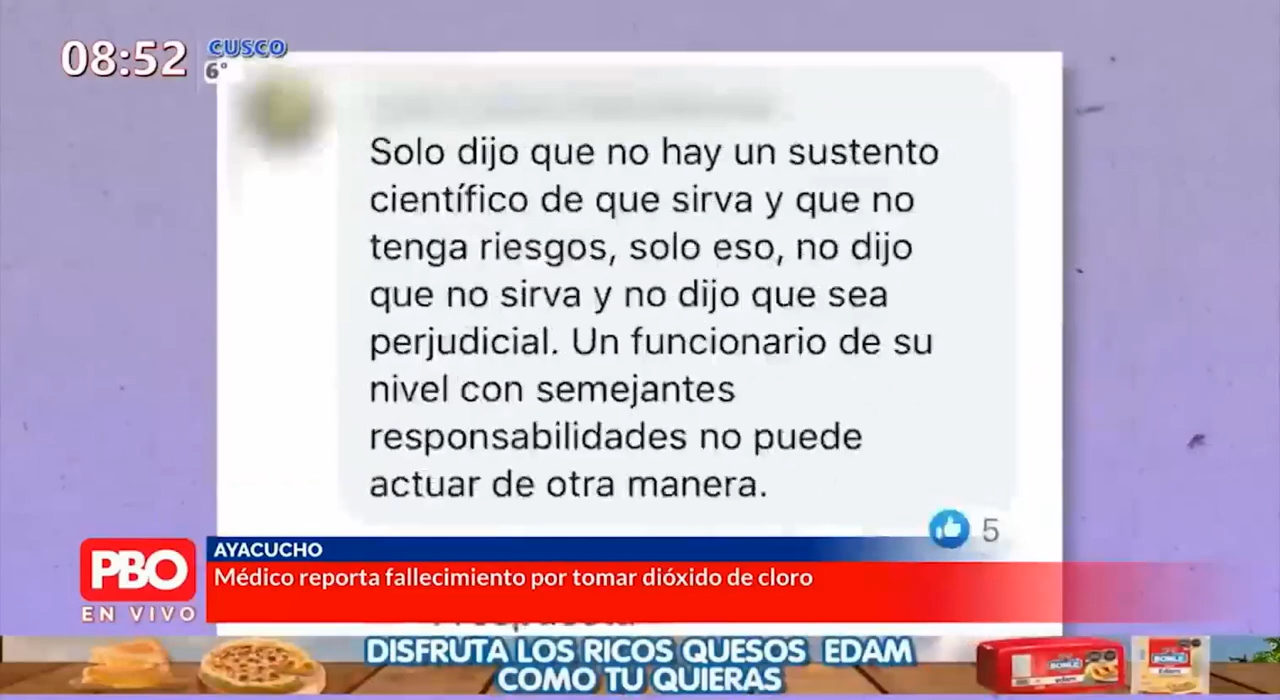 08:52
CUSCO
6°
Solo dijo que no hay un sustento
científico de que sirva y que no
tenga riesgos, solo eso, no dijo
que no sirva y no dijo que sea
perjudicial. Un funcionario de su
nivel con semejantes
responsabilidades no puede
actuar de otra manera.
5
PBO
EN VIVO
AYACUCHO
Médico reporta fallecimiento por tomar dióxido de cloro
DISFRUTA LOS RICOS QUESOS EDAM
COMO TU QUIERAS
BONLÉ
edam
BONLÉ